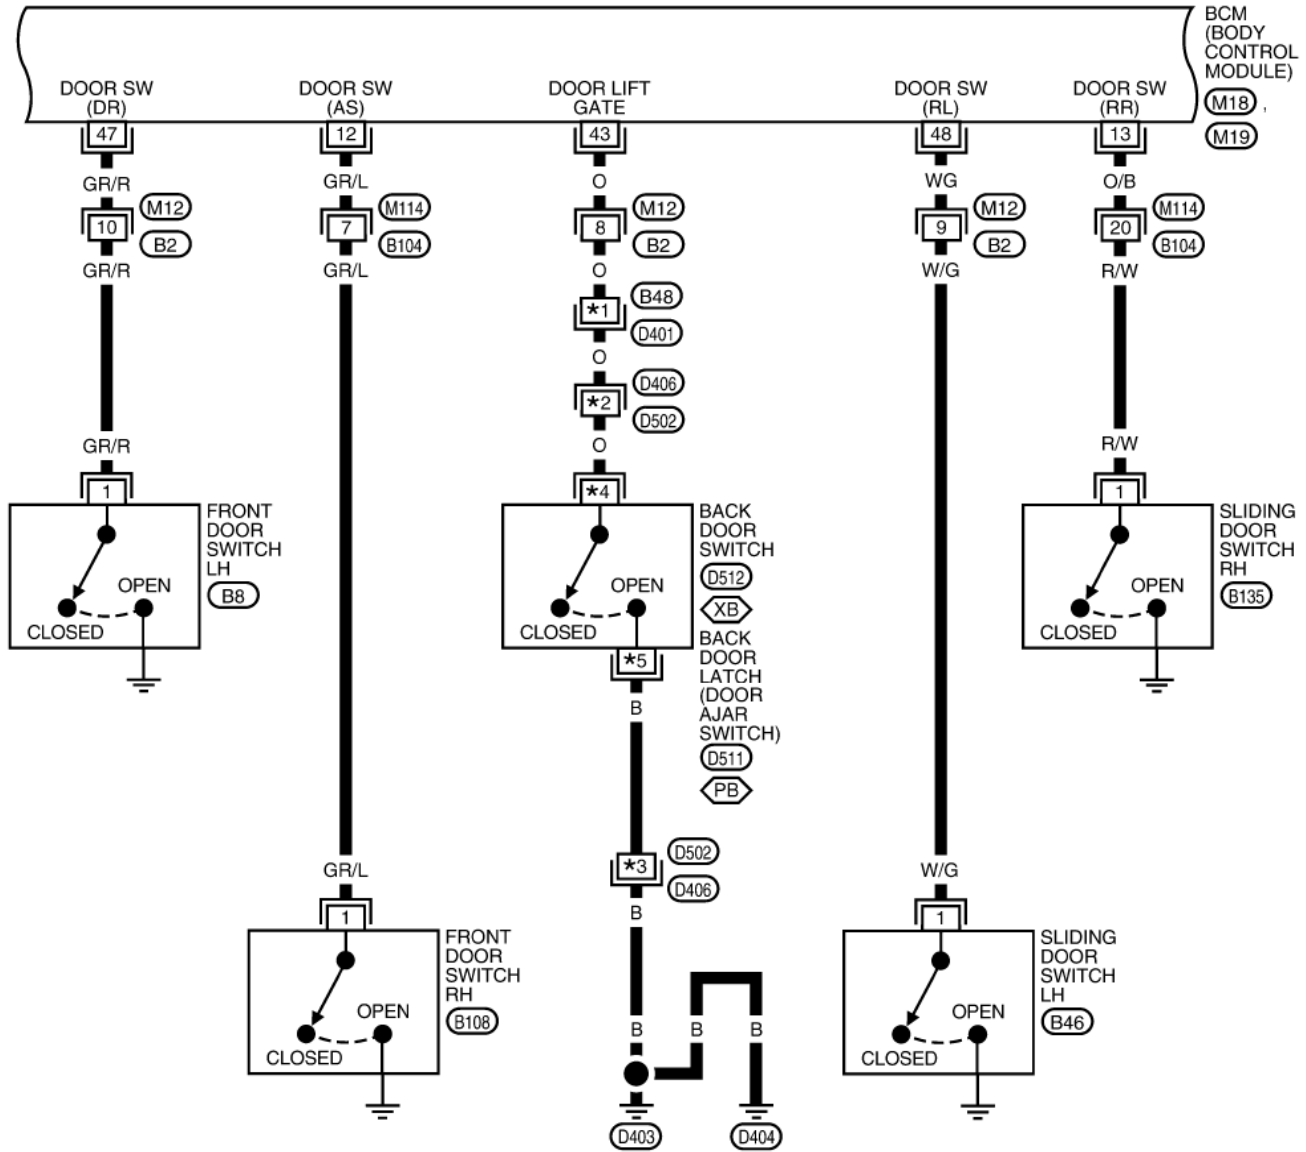 BCM
(BODY
CONTROL
MODULE)
M18 ,
M19
DOOR SW
(DR)
DOOR SW
(AS)
DOOR LIFT
GATE
DOOR SW
(RL)
DOOR SW
(RR)
47
12
43
48
13
GR/R
GR/L
O
WG
O/B
10
M12
B2
7
M114
B104
8
M12
B2
9
M12
B2
20
M114
B104
GR/R
GR/L
O
W/G
R/W
*1
B48
D401
O
*2
D406
D502
GR/R
O
R/W
1
*4
1
FRONT
DOOR
SWITCH
LH
B8
OPEN
CLOSED
BACK
DOOR
SWITCH
D512
XB
OPEN
CLOSED
BACK
DOOR
LATCH
(DOOR
AJAR
SWITCH)
D511
PB
SLIDING
DOOR
SWITCH
RH
B135
OPEN
CLOSED
*5
B
*3
D502
D406
B
GR/L
W/G
1
1
FRONT
DOOR
SWITCH
RH
B108
OPEN
CLOSED
SLIDING
DOOR
SWITCH
LH
B46
OPEN
CLOSED
B
B
B
D403
D404